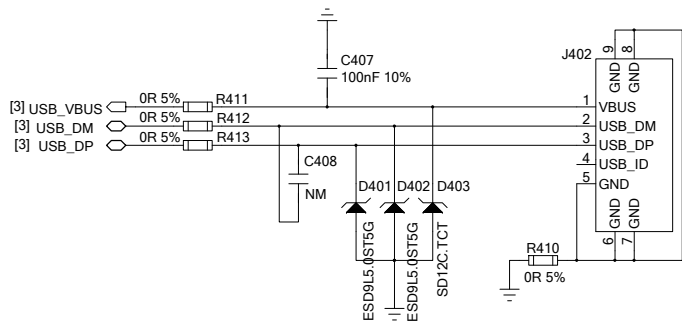 C407
100nF 10%
J402
9
8
GND
GND
[3] USB_VBUS
0R 5%
R411
1
VBUS
[3] USB_DM
0R 5%
R412
2
USB_DM
[3] USB_DP
0R 5%
R413
3
USB_DP
4
USB_ID
5
GND
C408
NM
D401
D402
D403
ESD9L5.0ST5G
ESD9L5.0ST5G
SD12C.TCT
GND
GND
6
7
R410
0R 5%